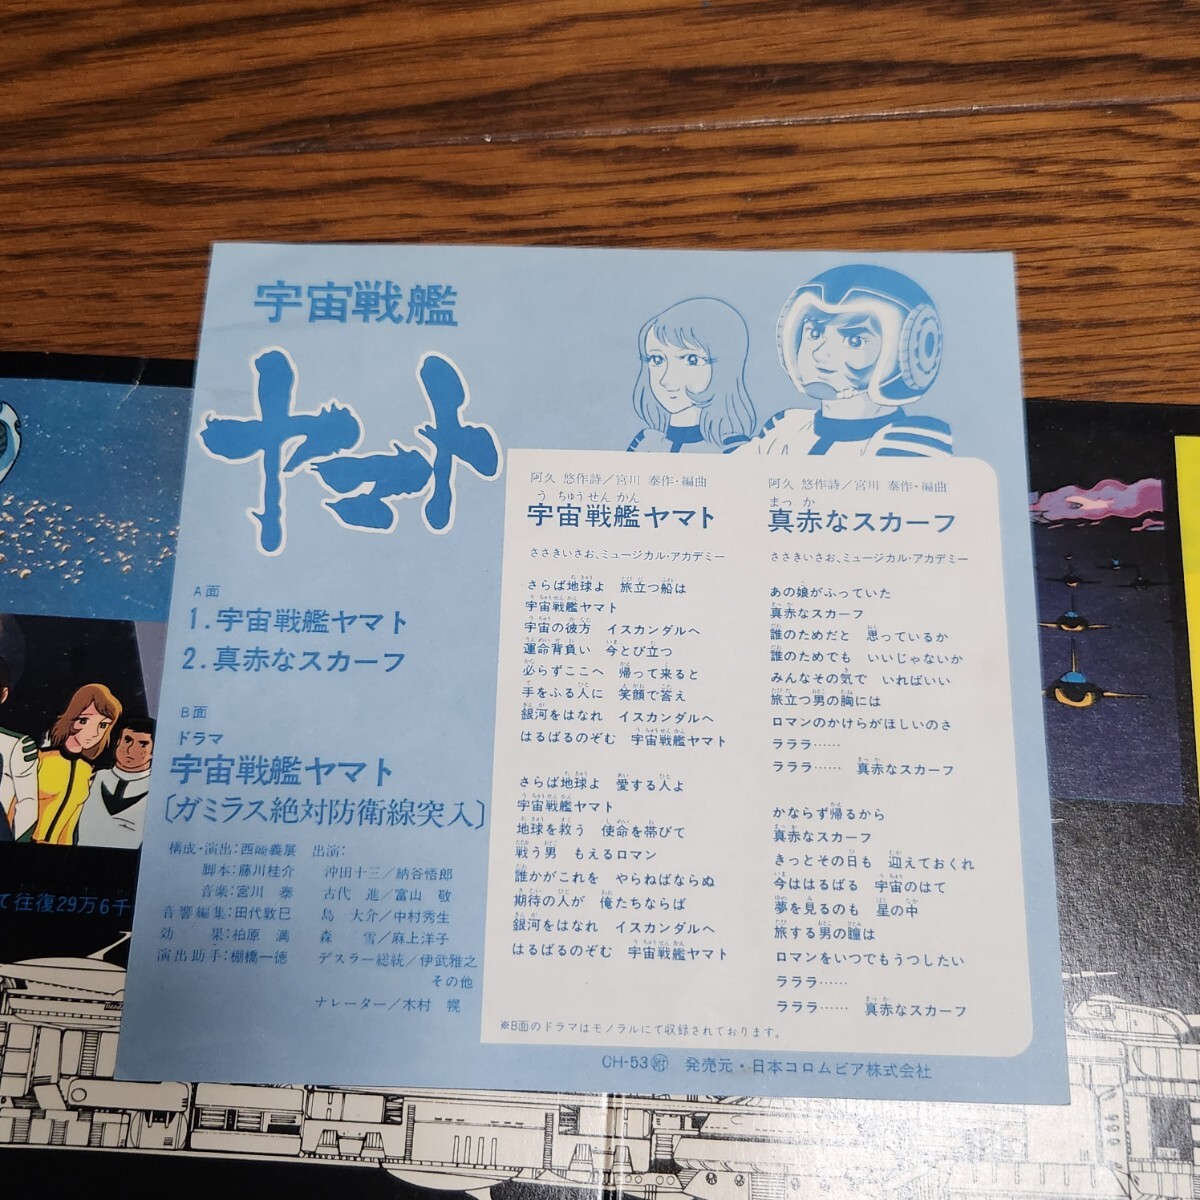 宇宙戦艦
ヤマト
A面
1.宇宙戦艦ヤマト
2.真赤なスカーフ
B面
ドラマ
宇宙戦艦ヤマト
〔ガミラス絶対防衛線突入〕
構成・演出:西崎義展
脚本:藤川桂介
音楽:宮川 泰
音響編集:田代敦巳
効 果:柏原 満
演出助手:棚橋一徳
出演:
沖田十三/納谷悟郎
古代 進/富山 敬
島 大介/中村秀生
森 雪/麻上洋子
デスラー総統/伊武雅之
その他
ナレーター/木村 幌
阿久 悠作詩/宮川 泰作・編曲
う ちゅう せん かん
宇宙戦艦ヤマト
ささきいさお、ミュージカル・アカデミー
さらば地球よ 旅立つ船は
宇宙戦艦ヤマト
宇宙の彼方 イスカンダルへ
運命背負い 今とび立つ
必らずここへ 帰って来ると
手をふる人に 笑顔で答え
銀河をはなれ イスカンダルへ
はるばるのぞむ 宇宙戦艦ヤマト
さらば地球よ 愛する人よ
宇宙戦艦ヤマト
地球を救う 使命を帯びて
戦う男 もえるロマン
誰かがこれを やらねばならぬ
期待の人が 俺たちならば
銀河をはなれ イスカンダルへ
はるばるのぞむ 宇宙戦艦ヤマト
阿久 悠作詩/宮川 泰作・編曲
まっ か
真赤なスカーフ
ささきいさお、ミュージカル・アカデミー
あの娘がふっていた
真赤なスカーフ
誰のためだと 思っているか
誰のためでも いいじゃないか
みんなその気で いればいい
旅立つ男の胸には
ロマンのかけらがほしいのさ
ラララ……
ラララ…… 真赤なスカーフ
かならず帰るから
真赤なスカーフ
きっとその日も 迎えておくれ
今ははるばる 宇宙のはて
夢を見るのも 星の中
旅する男の瞳は
ロマンをいつでもうつしたい
ラララ……
ラララ…… 真赤なスカーフ
※B面のドラマはモノラルにて収録されております。
CH-53㊕ 発売元・日本コロムビア株式会社
て往復29万6千